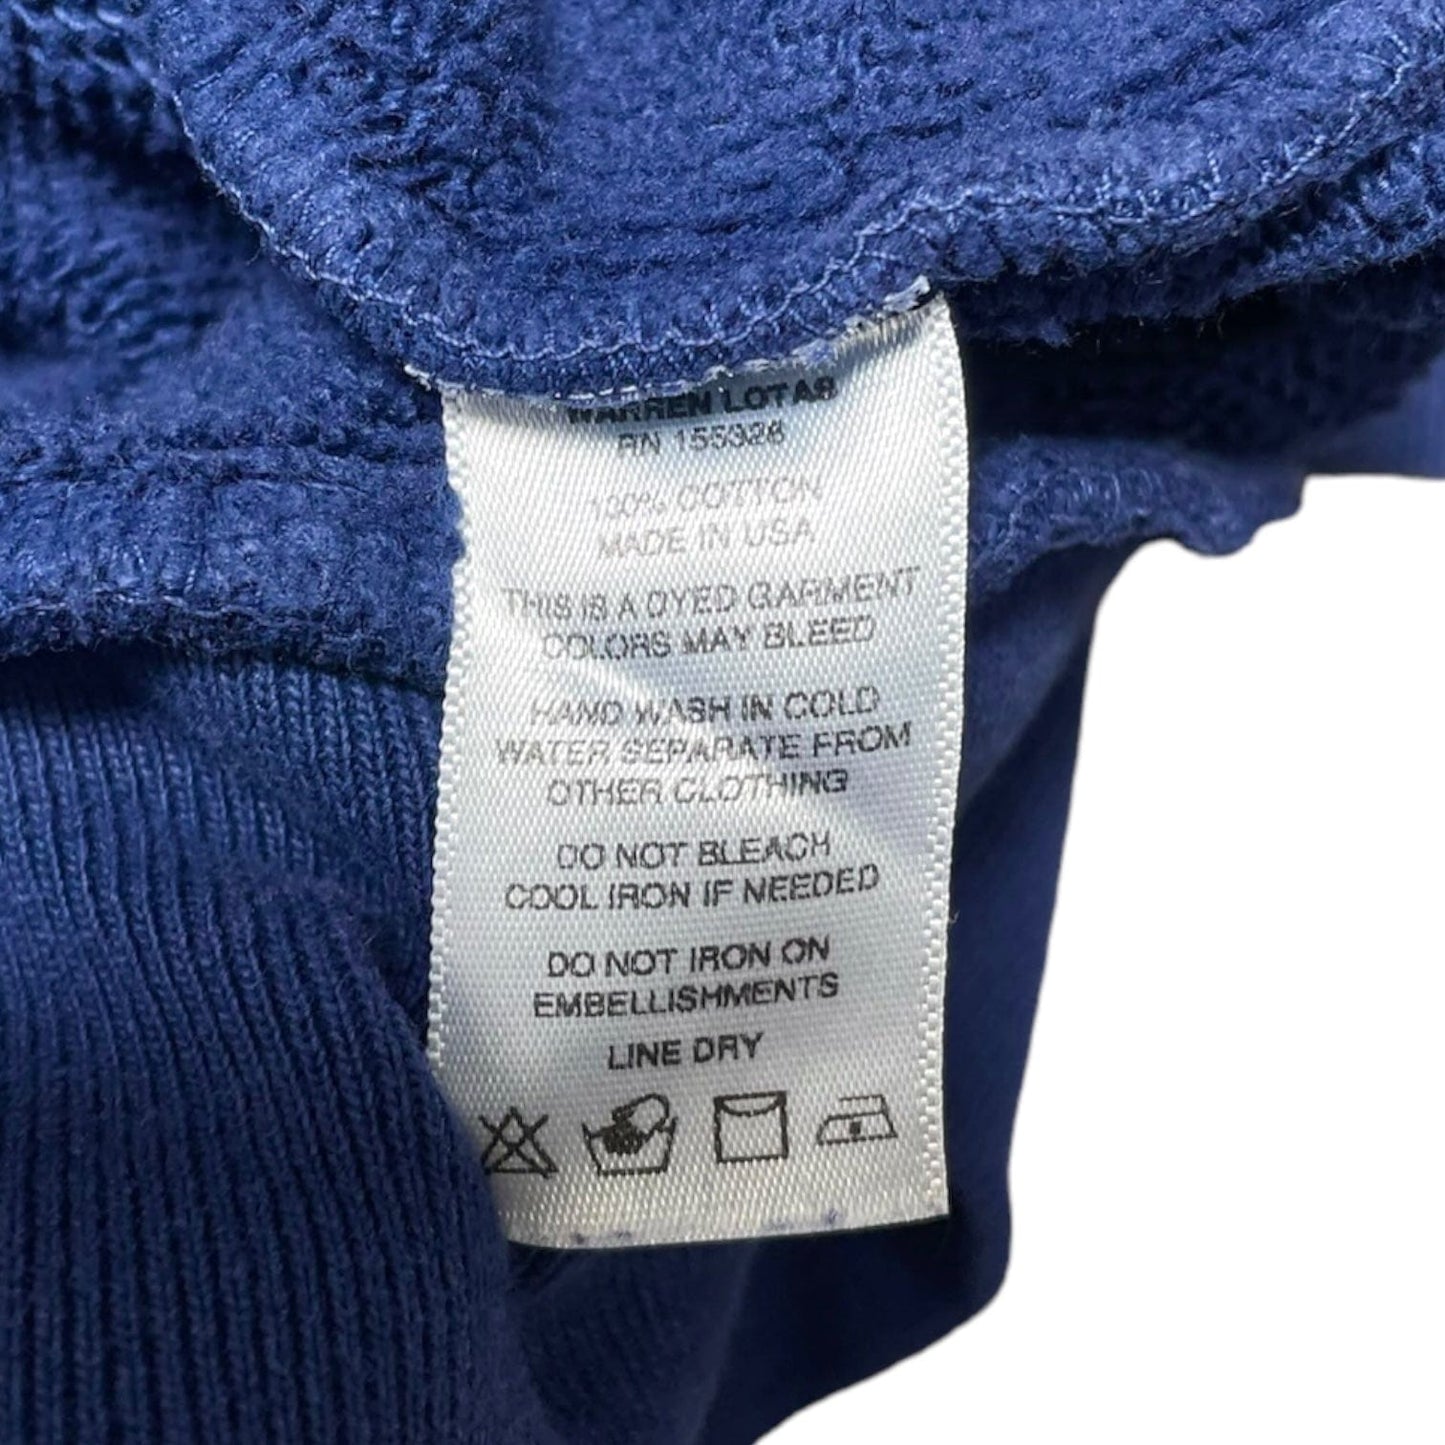 WARREN LOTAS
RN 155328
100% COTTON
MADE IN USA
THIS IS A DYED GARMENT
COLORS MAY BLEED
HAND WASH IN COLD
WATER SEPARATE FROM
OTHER CLOTHING
DO NOT BLEACH
COOL IRON IF NEEDED
DO NOT IRON ON
EMBELLISHMENTS
LINE DRY